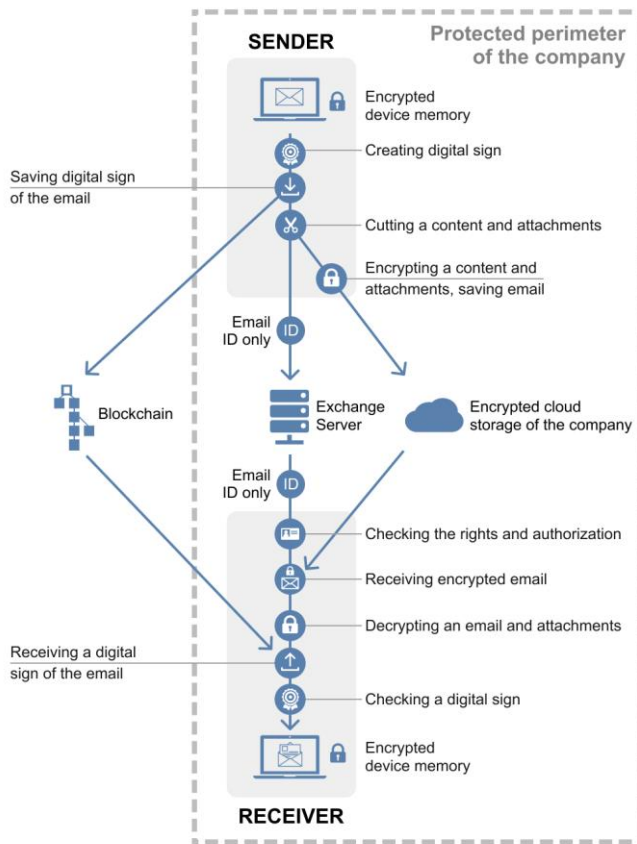 Protected perimeter
of the company
SENDER
Encrypted
device memory
Creating digital sign
Saving digital sign
of the email
Cutting a content and attachments
Encrypting a content and
attachments, saving email
Email
ID only
ID
Blockchain
Exchange
Server
Encrypted cloud
storage of the company
Email
ID only
ID
Checking the rights and authorization
Receiving encrypted email
Decrypting an email and attachments
Receiving a digital
sign of the email
Checking a digital sign
Encrypted
device memory
RECEIVER